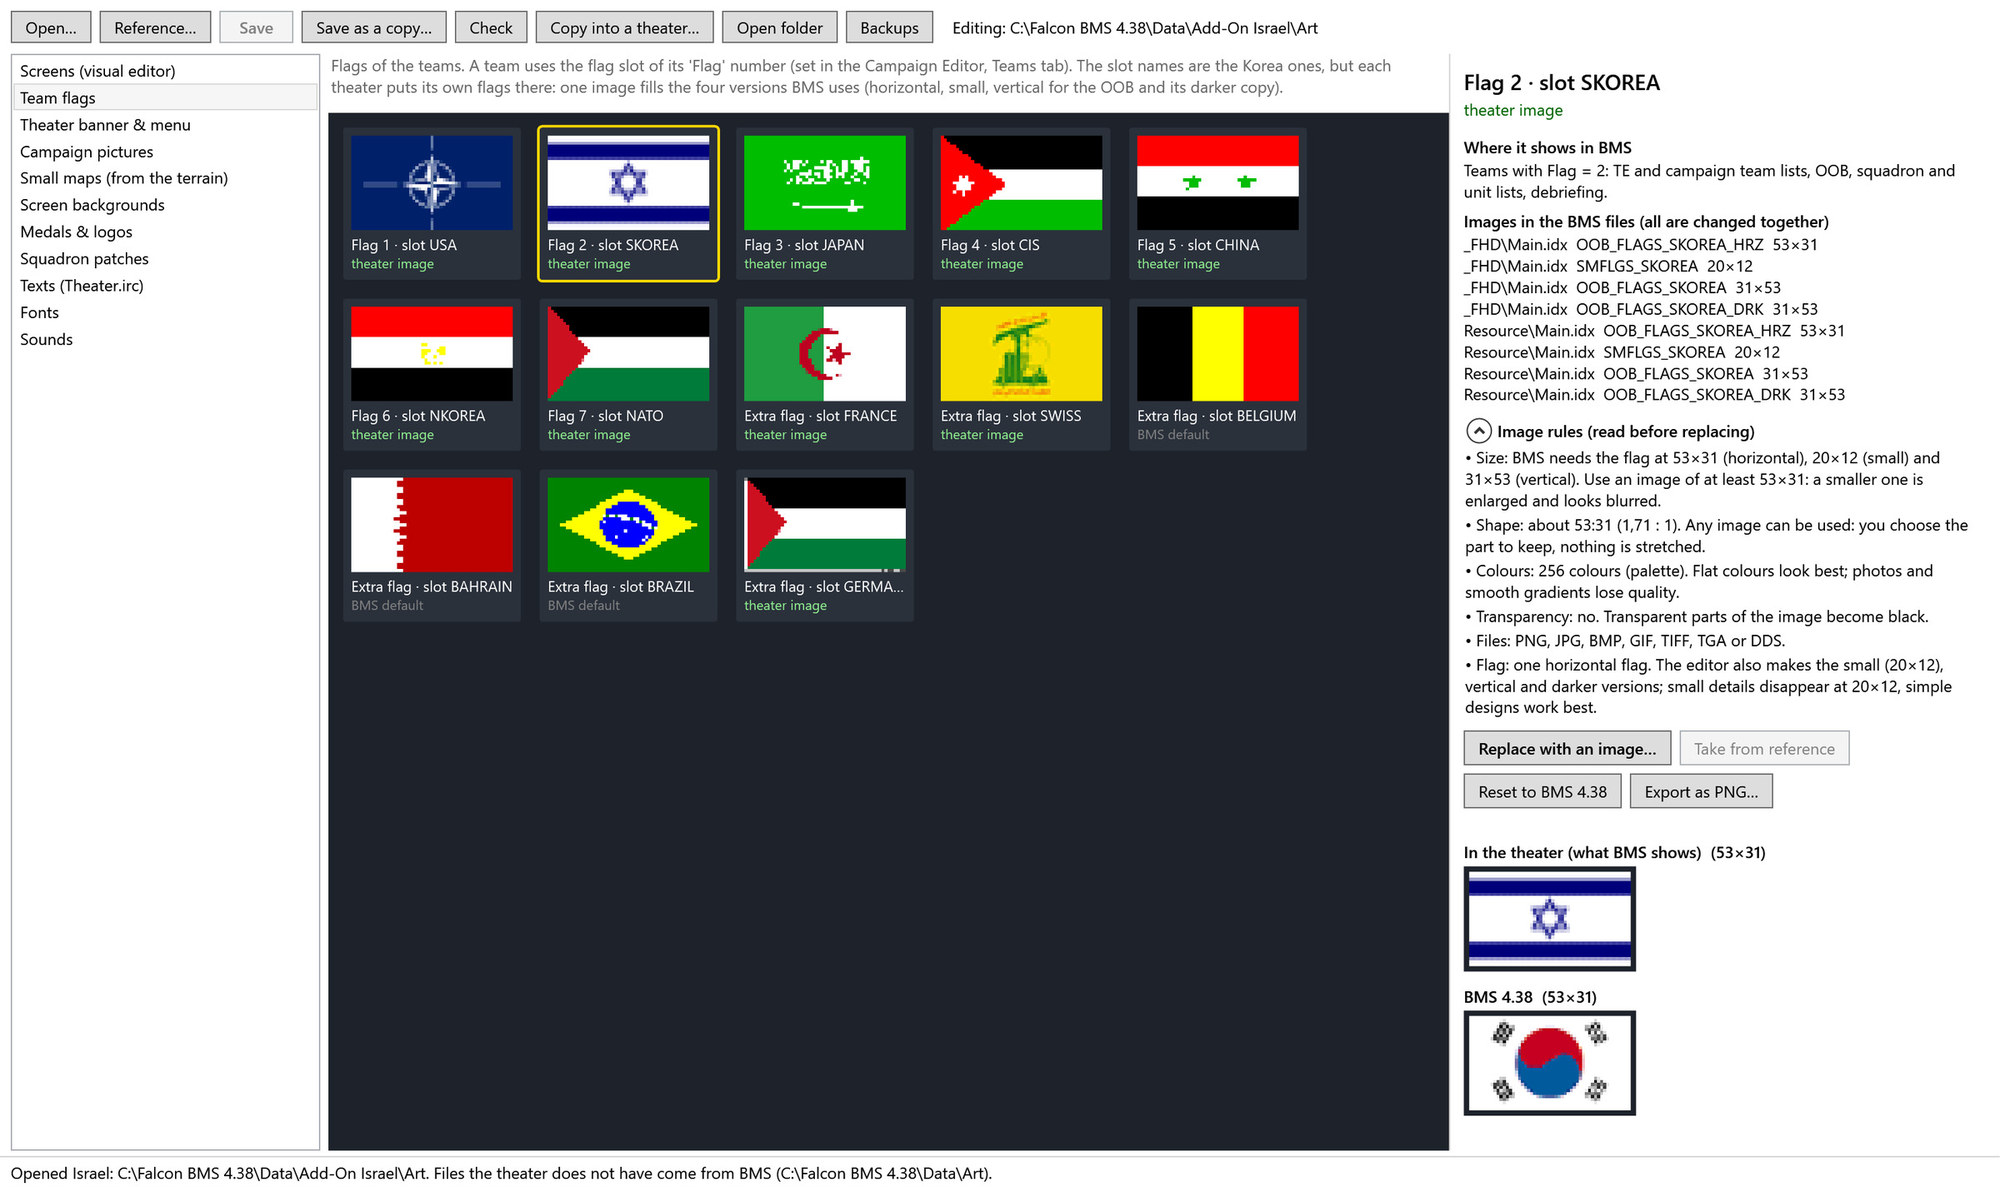 Open...
Reference...
Save
Save as a copy...
Check
Copy into a theater...
Open folder
Backups
Editing: C:\Falcon BMS 4.38\Data\Add-On Israel\Art
Screens (visual editor)
Team flags
Theater banner & menu
Campaign pictures
Small maps (from the terrain)
Screen backgrounds
Medals & logos
Squadron patches
Texts (Theater.irc)
Fonts
Sounds
Flags of the teams. A team uses the flag slot of its 'Flag' number (set in the Campaign Editor, Teams tab). The slot names are the Korea ones, but each
theater puts its own flags there: one image fills the four versions BMS uses (horizontal, small, vertical for the OOB and its darker copy).
Flag 1 · slot USA
theater image
Flag 2 · slot SKOREA
theater image
Flag 3 · slot JAPAN
theater image
Flag 4 · slot CIS
theater image
Flag 5 · slot CHINA
theater image
Flag 6 · slot NKOREA
theater image
Flag 7 · slot NATO
theater image
Extra flag · slot FRANCE
theater image
Extra flag · slot SWISS
theater image
Extra flag · slot BELGIUM
BMS default
Extra flag · slot BAHRAIN
BMS default
Extra flag · slot BRAZIL
BMS default
Extra flag · slot GERMA...
theater image
Flag 2 · slot SKOREA
theater image
Where it shows in BMS
Teams with Flag = 2: TE and campaign team lists, OOB, squadron and
unit lists, debriefing.
Images in the BMS files (all are changed together)
_FHD\Main.idx  OOB_FLAGS_SKOREA_HRZ  53×31
_FHD\Main.idx  SMFLGS_SKOREA  20×12
_FHD\Main.idx  OOB_FLAGS_SKOREA  31×53
_FHD\Main.idx  OOB_FLAGS_SKOREA_DRK  31×53
Resource\Main.idx  OOB_FLAGS_SKOREA_HRZ  53×31
Resource\Main.idx  SMFLGS_SKOREA  20×12
Resource\Main.idx  OOB_FLAGS_SKOREA  31×53
Resource\Main.idx  OOB_FLAGS_SKOREA_DRK  31×53
Image rules (read before replacing)
• Size: BMS needs the flag at 53×31 (horizontal), 20×12 (small) and
31×53 (vertical). Use an image of at least 53×31: a smaller one is
enlarged and looks blurred.
• Shape: about 53:31 (1,71 : 1). Any image can be used: you choose the
part to keep, nothing is stretched.
• Colours: 256 colours (palette). Flat colours look best; photos and
smooth gradients lose quality.
• Transparency: no. Transparent parts of the image become black.
• Files: PNG, JPG, BMP, GIF, TIFF, TGA or DDS.
• Flag: one horizontal flag. The editor also makes the small (20×12),
vertical and darker versions; small details disappear at 20×12, simple
designs work best.
Replace with an image...
Take from reference
Reset to BMS 4.38
Export as PNG...
In the theater (what BMS shows)  (53×31)
BMS 4.38  (53×31)
Opened Israel: C:\Falcon BMS 4.38\Data\Add-On Israel\Art. Files the theater does not have come from BMS (C:\Falcon BMS 4.38\Data\Art).